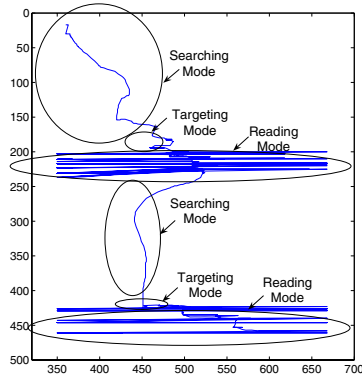 0
50
100
150
200
250
300
350
400
450
500
Searching
Mode
Targeting
Mode
Reading
Mode
Searching
Mode
Targeting
Mode
Reading
Mode
350
400
450
500
550
600
650
700